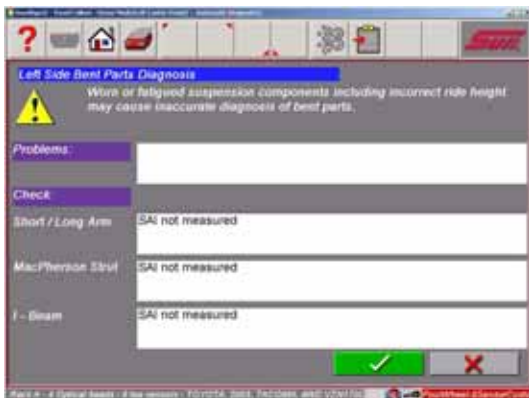 Sun
Left Side Bent Parts Diagnosis
Worn or fatigued suspension components including incorrect ride height
may cause inaccurate diagnosis of bent parts.
Problems:
Check
Short / Long Arm
SAI not measured
MacPherson Strut
SAI not measured
I - Beam
SAI not measured